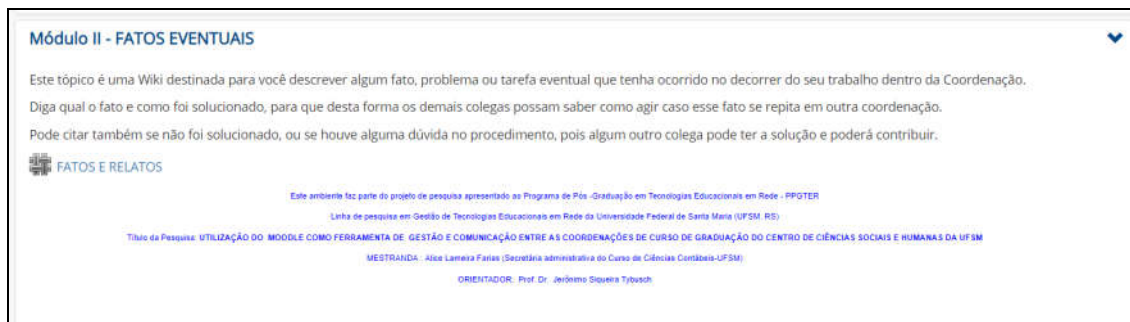 Módulo II - FATOS EVENTUAIS
Este tópico é uma Wiki destinada para você descrever algum fato, problema ou tarefa eventual que tenha ocorrido no decorrer do seu trabalho dentro da Coordenação.
Diga qual o fato e como foi solucionado, para que desta forma os demais colegas possam saber como agir caso esse fato se repita em outra coordenação.
Pode citar também se não foi solucionado, ou se houve alguma dúvida no procedimento, pois algum outro colega pode ter a solução e poderá contribuir.
FATOS E RELATOS
Este ambiente faz parte do projeto de pesquisa apresentado ao Programa de Pós -Graduação em Tecnologias Educacionais em Rede - PPGTER
Linha de pesquisa em Gestão de Tecnologias Educacionais em Rede da Universidade Federal de Santa Maria (UFSM. RS)
Título da Pesquisa: UTILIZAÇÃO DO MOODLE COMO FERRAMENTA DE GESTÃO E COMUNICAÇÃO ENTRE AS COORDENAÇÕES DE CURSO DE GRADUAÇÃO DO CENTRO DE CIÊNCIAS SOCIAIS E HUMANAS DA UFSM
MESTRANDA : Alice Lameira Farias (Secretária administrativa do Curso de Ciências Contábeis-UFSM)
ORIENTADOR: Prof. Dr. Jerônimo Siqueira Tybusch